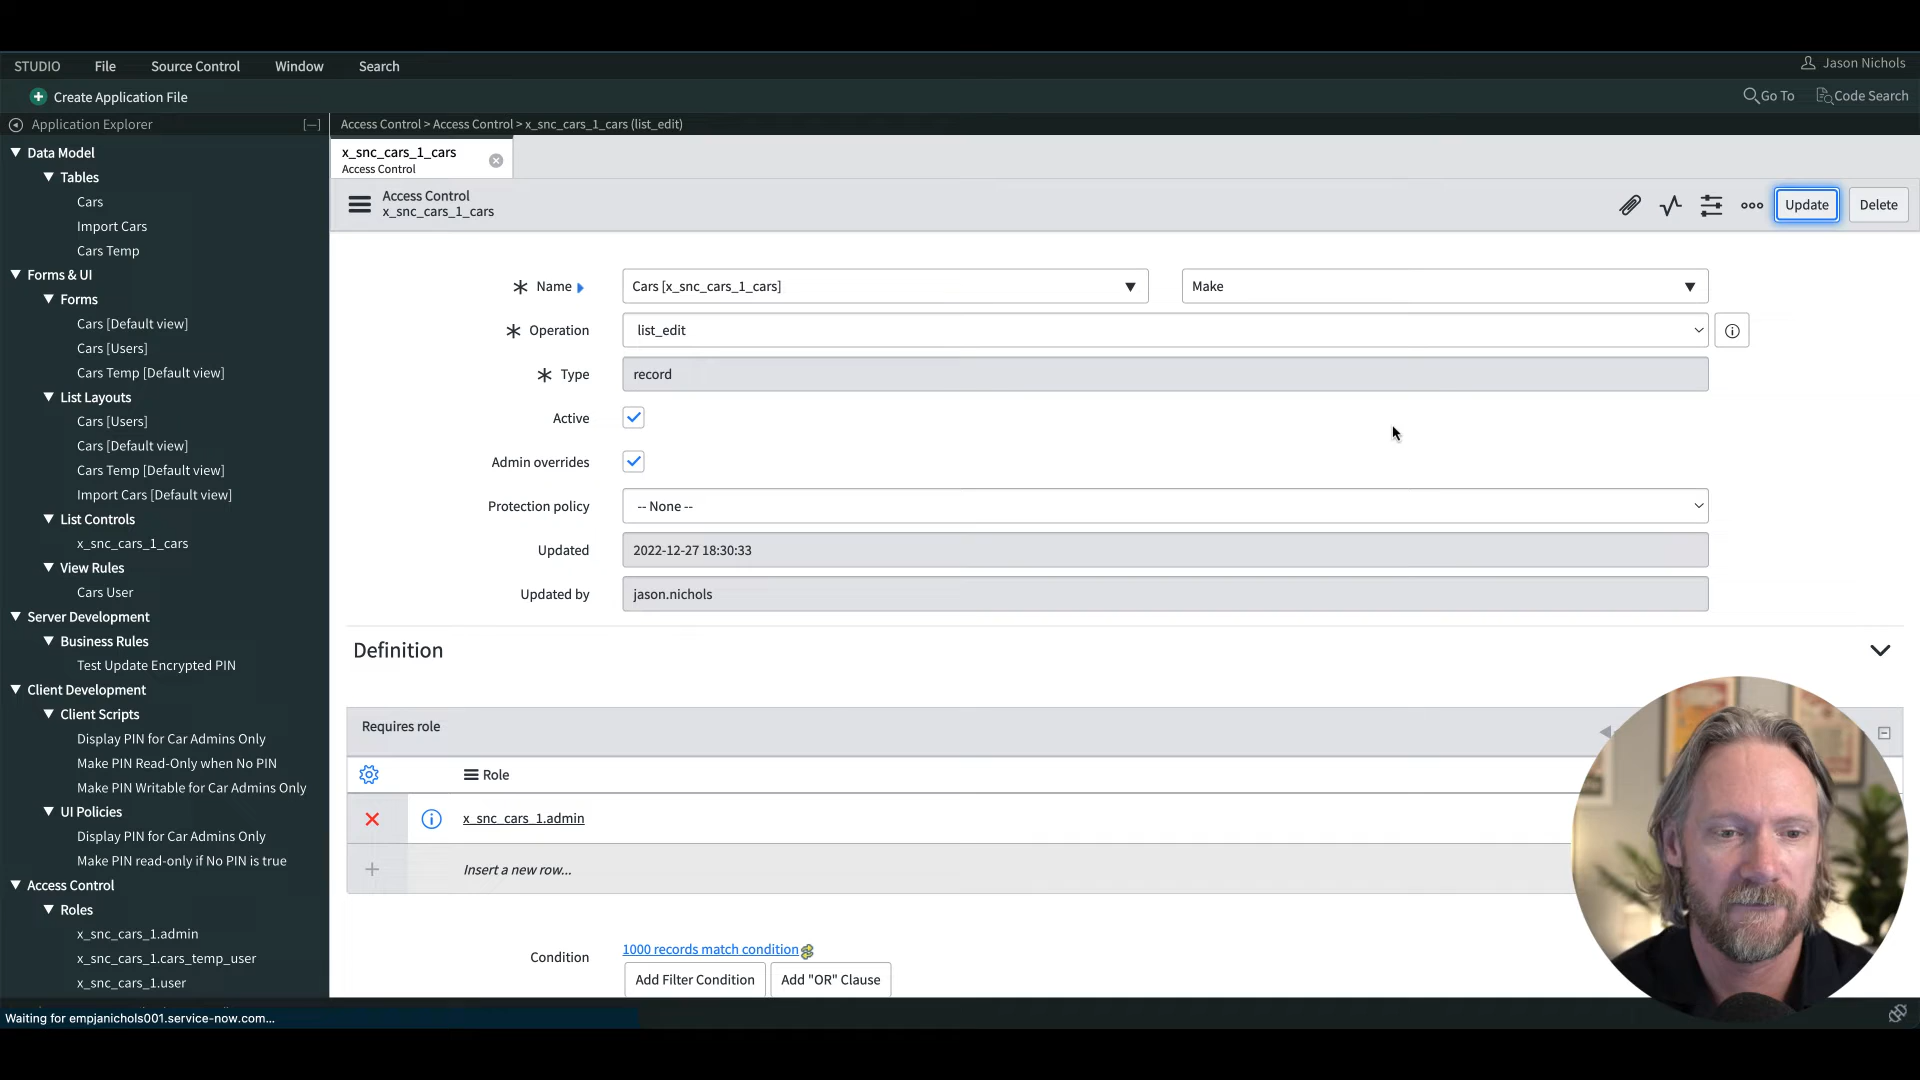 STUDIO File Source Control Window Search Jason Nichols
Create Application File Go To Code Search
Application Explorer [—] Access Control > Access Control > x_snc_cars_1_cars (list_edit)
Data Model
Tables
Cars
Import Cars
Cars Temp
Forms & UI
Forms
Cars [Default view]
Cars [Users]
Cars Temp [Default view]
List Layouts
Cars [Users]
Cars [Default view]
Cars Temp [Default view]
Import Cars [Default view]
List Controls
x_snc_cars_1_cars
View Rules
Cars User
Server Development
Business Rules
Test Update Encrypted PIN
Client Development
Client Scripts
Display PIN for Car Admins Only
Make PIN Read-Only when No PIN
Make PIN Writable for Car Admins Only
UI Policies
Display PIN for Car Admins Only
Make PIN read-only if No PIN is true
Access Control
Roles
x_snc_cars_1.admin
x_snc_cars_1.cars_temp_user
x_snc_cars_1.user
x_snc_cars_1_cars
Access Control
Access Control
x_snc_cars_1_cars
Update Delete
Name Cars [x_snc_cars_1_cars] Make
Operation list_edit
Type record
Active
Admin overrides
Protection policy -- None --
Updated 2022-12-27 18:30:33
Updated by jason.nichols
Definition
Requires role
Role
x_snc_cars_1.admin
Insert a new row...
Condition 1000 records match condition
Add Filter Condition Add "OR" Clause
Waiting for empjanichols001.service-now.com...